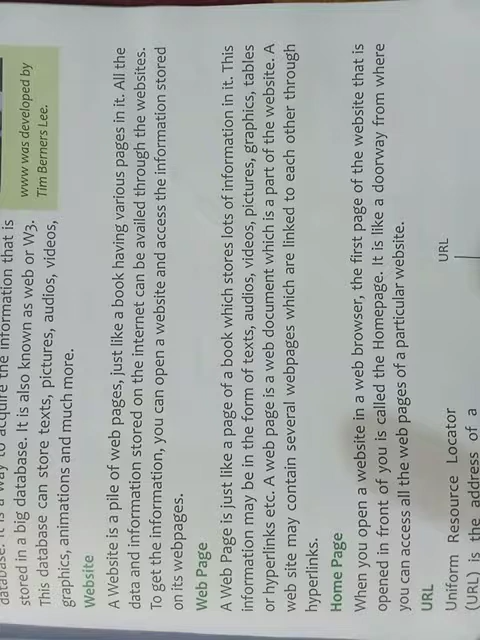 database. It is a way to acquire the information that is
stored in a big database. It is also known as web or W3.
This database can store texts, pictures, audios, videos,
graphics, animations and much more.
www was developed by
Tim Berners Lee.
Website
A Website is a pile of web pages, just like a book having various pages in it. All the
data and information stored on the internet can be availed through the websites.
To get the information, you can open a website and access the information stored
on its webpages.
Web Page
A Web Page is just like a page of a book which stores lots of information in it. This
information may be in the form of texts, audios, videos, pictures, graphics, tables
or hyperlinks etc. A web page is a web document which is a part of the website. A
web site may contain several webpages which are linked to each other through
hyperlinks.
Home Page
When you open a website in a web browser, the first page of the website that is
opened in front of you is called the Homepage. It is like a doorway from where
you can access all the web pages of a particular website.
URL
URL
Uniform Resource Locator
(URL) is the address of a